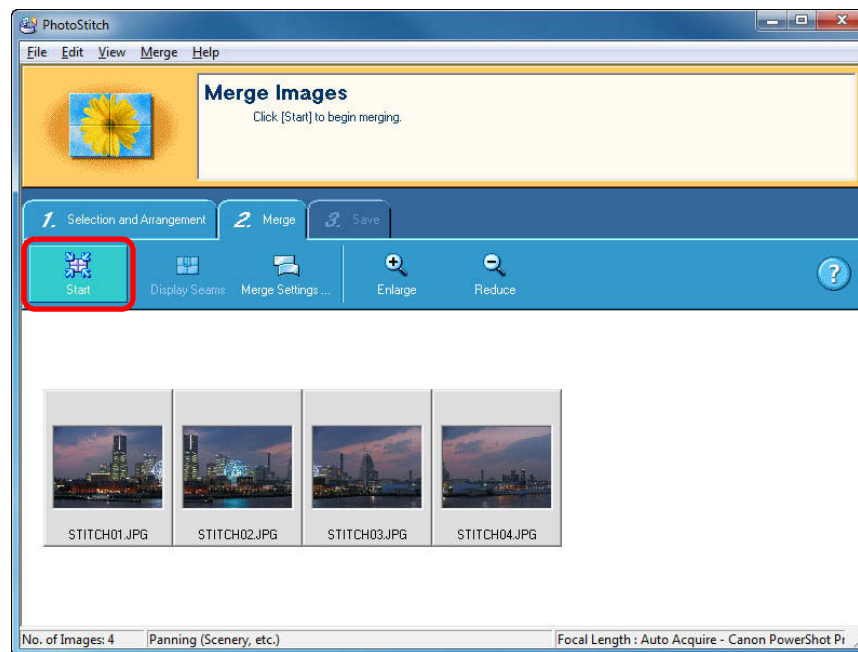 PhotoStitch
File Edit View Merge Help
Merge Images
Click [Start] to begin merging.
1. Selection and Arrangement 2. Merge 3. Save
Start Display Seams Merge Settings ... Enlarge Reduce ?
STITCH01.JPG STITCH02.JPG STITCH03.JPG STITCH04.JPG
No. of Images: 4 Panning (Scenery, etc.) Focal Length : Auto Acquire - Canon PowerShot Pr